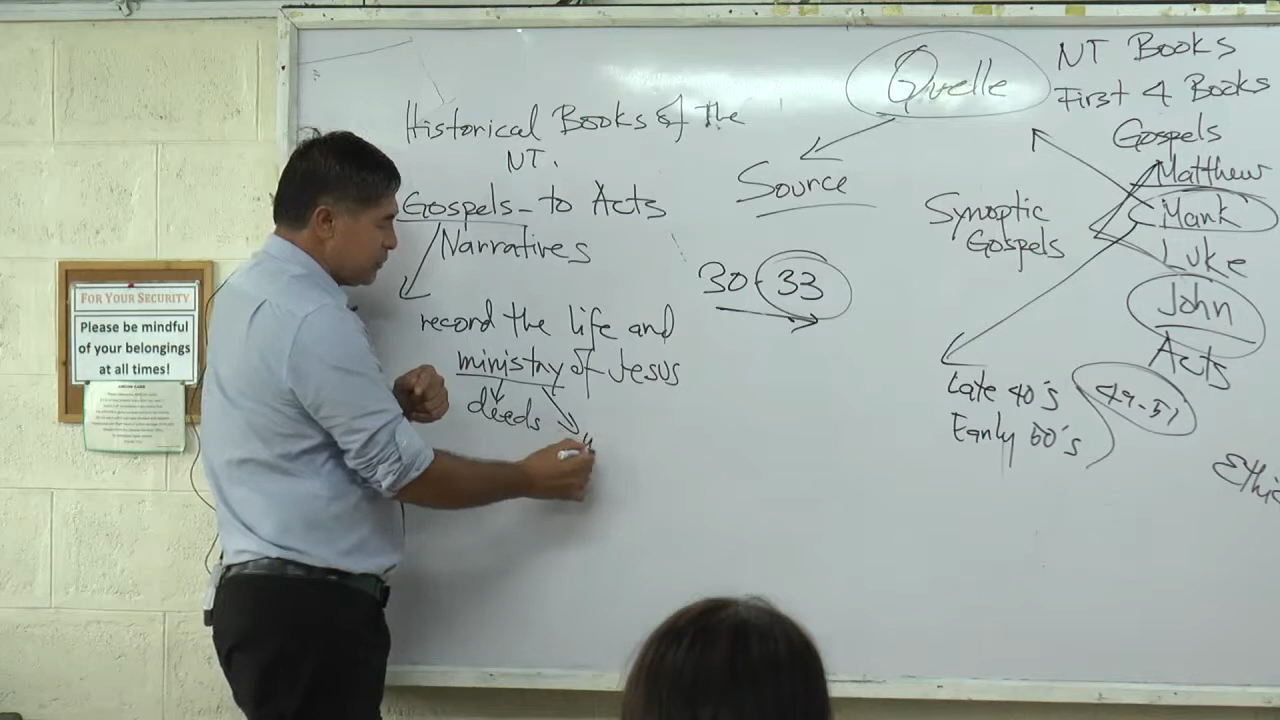 Historical Books of the
NT.
Gospels - to Acts
Narratives
record the life and
ministry of Jesus
deeds
Quelle
Source
30-33
NT Books
First 4 Books
Gospels
Matthew
Mark
Luke
John
Acts
Synoptic
Gospels
Late 40's
Early 50's
49-51
FOR YOUR SECURITY
Please be mindful
of your belongings
at all times!